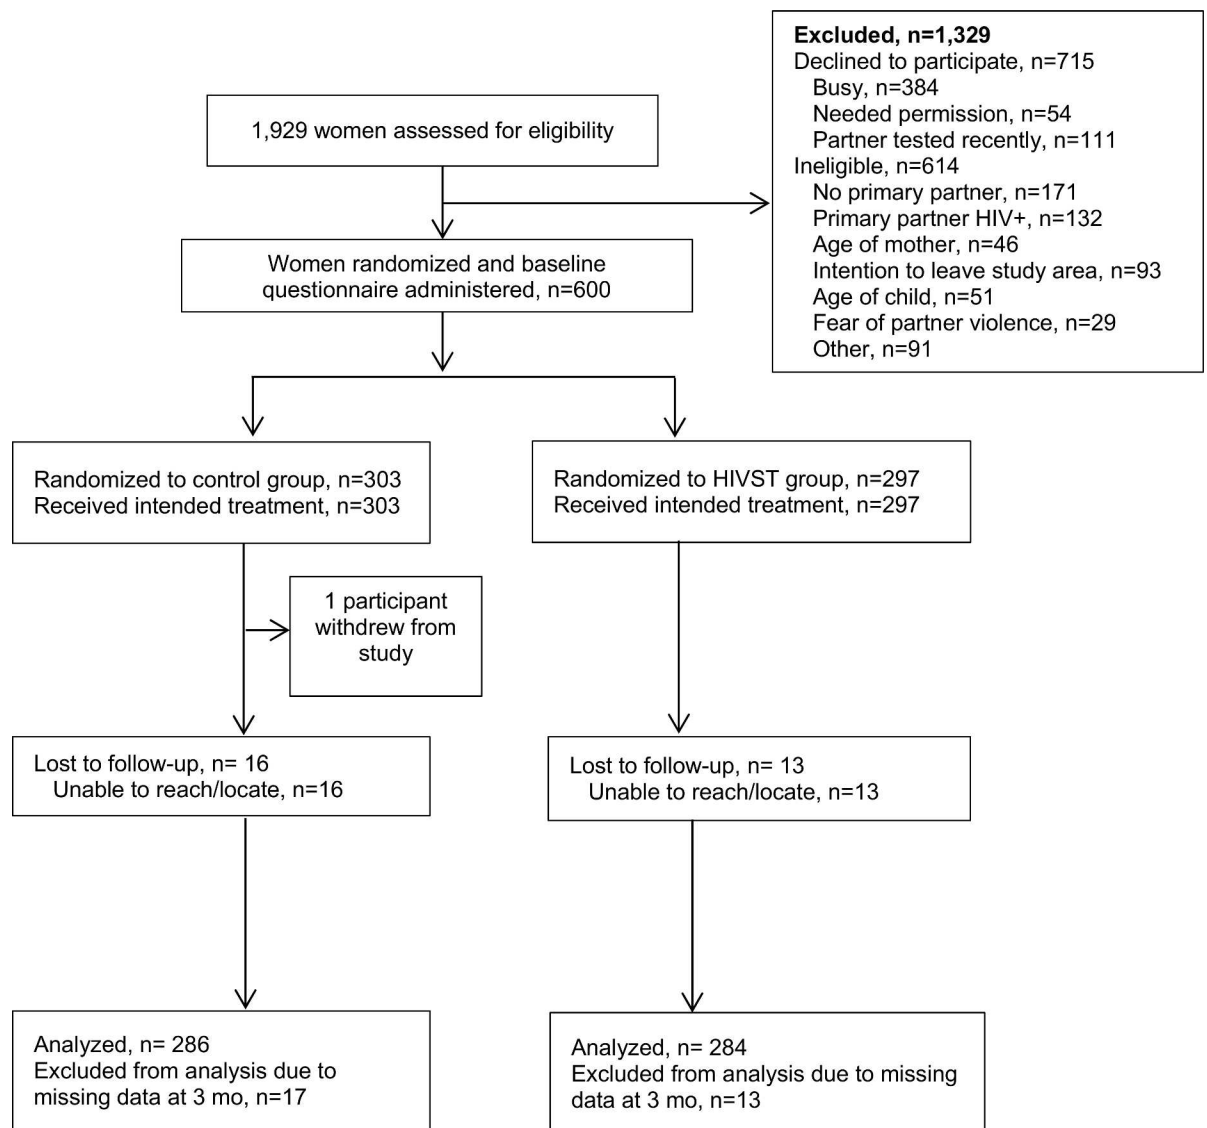 1,929 women assessed for eligibility
Excluded, n=1,329
Declined to participate, n=715
Busy, n=384
Needed permission, n=54
Partner tested recently, n=111
Ineligible, n=614
No primary partner, n=171
Primary partner HIV+, n=132
Age of mother, n=46
Intention to leave study area, n=93
Age of child, n=51
Fear of partner violence, n=29
Other, n=91
Women randomized and baseline
questionnaire administered, n=600
Randomized to control group, n=303
Received intended treatment, n=303
Randomized to HIVST group, n=297
Received intended treatment, n=297
1 participant
withdrew from
study
Lost to follow-up, n= 16
Unable to reach/locate, n=16
Lost to follow-up, n= 13
Unable to reach/locate, n=13
Analyzed, n= 286
Excluded from analysis due to
missing data at 3 mo, n=17
Analyzed, n= 284
Excluded from analysis due to missing
data at 3 mo, n=13